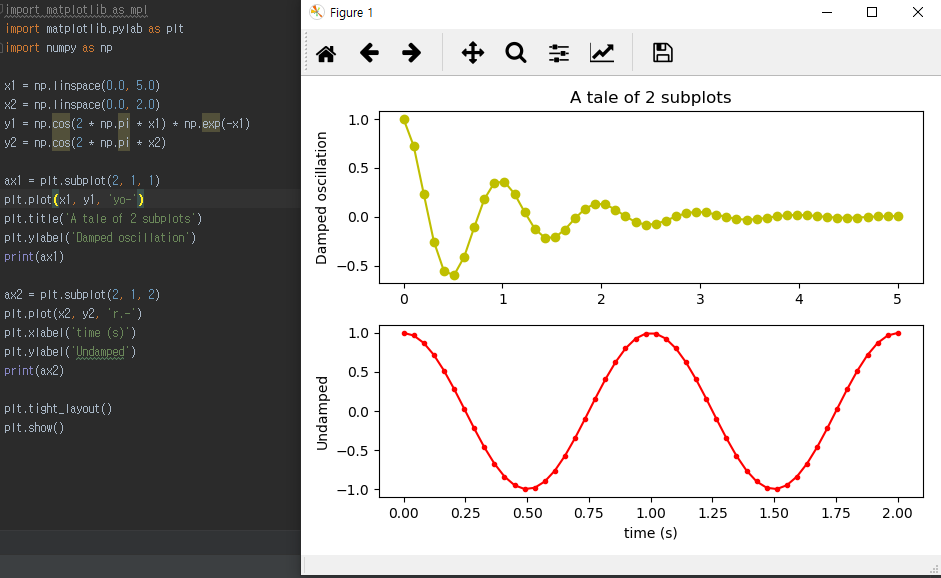 import matplotlib as mpl
import matplotlib.pylab as plt
import numpy as np
x1 = np.linspace(0.0, 5.0)
x2 = np.linspace(0.0, 2.0)
y1 = np.cos(2 * np.pi * x1) * np.exp(-x1)
y2 = np.cos(2 * np.pi * x2)
ax1 = plt.subplot(2, 1, 1)
plt.plot(x1, y1, 'yo-')
plt.title('A tale of 2 subplots')
plt.ylabel('Damped oscillation')
print(ax1)
ax2 = plt.subplot(2, 1, 2)
plt.plot(x2, y2, 'r.-')
plt.xlabel('time (s)')
plt.ylabel('Undamped')
print(ax2)
plt.tight_layout()
plt.show()
Figure 1
A tale of 2 subplots
Damped oscillation
1.0
0.5
0.0
−0.5
0 1 2 3 4 5
Undamped
1.0
0.5
0.0
−0.5
−1.0
0.00 0.25 0.50 0.75 1.00 1.25 1.50 1.75 2.00
time (s)